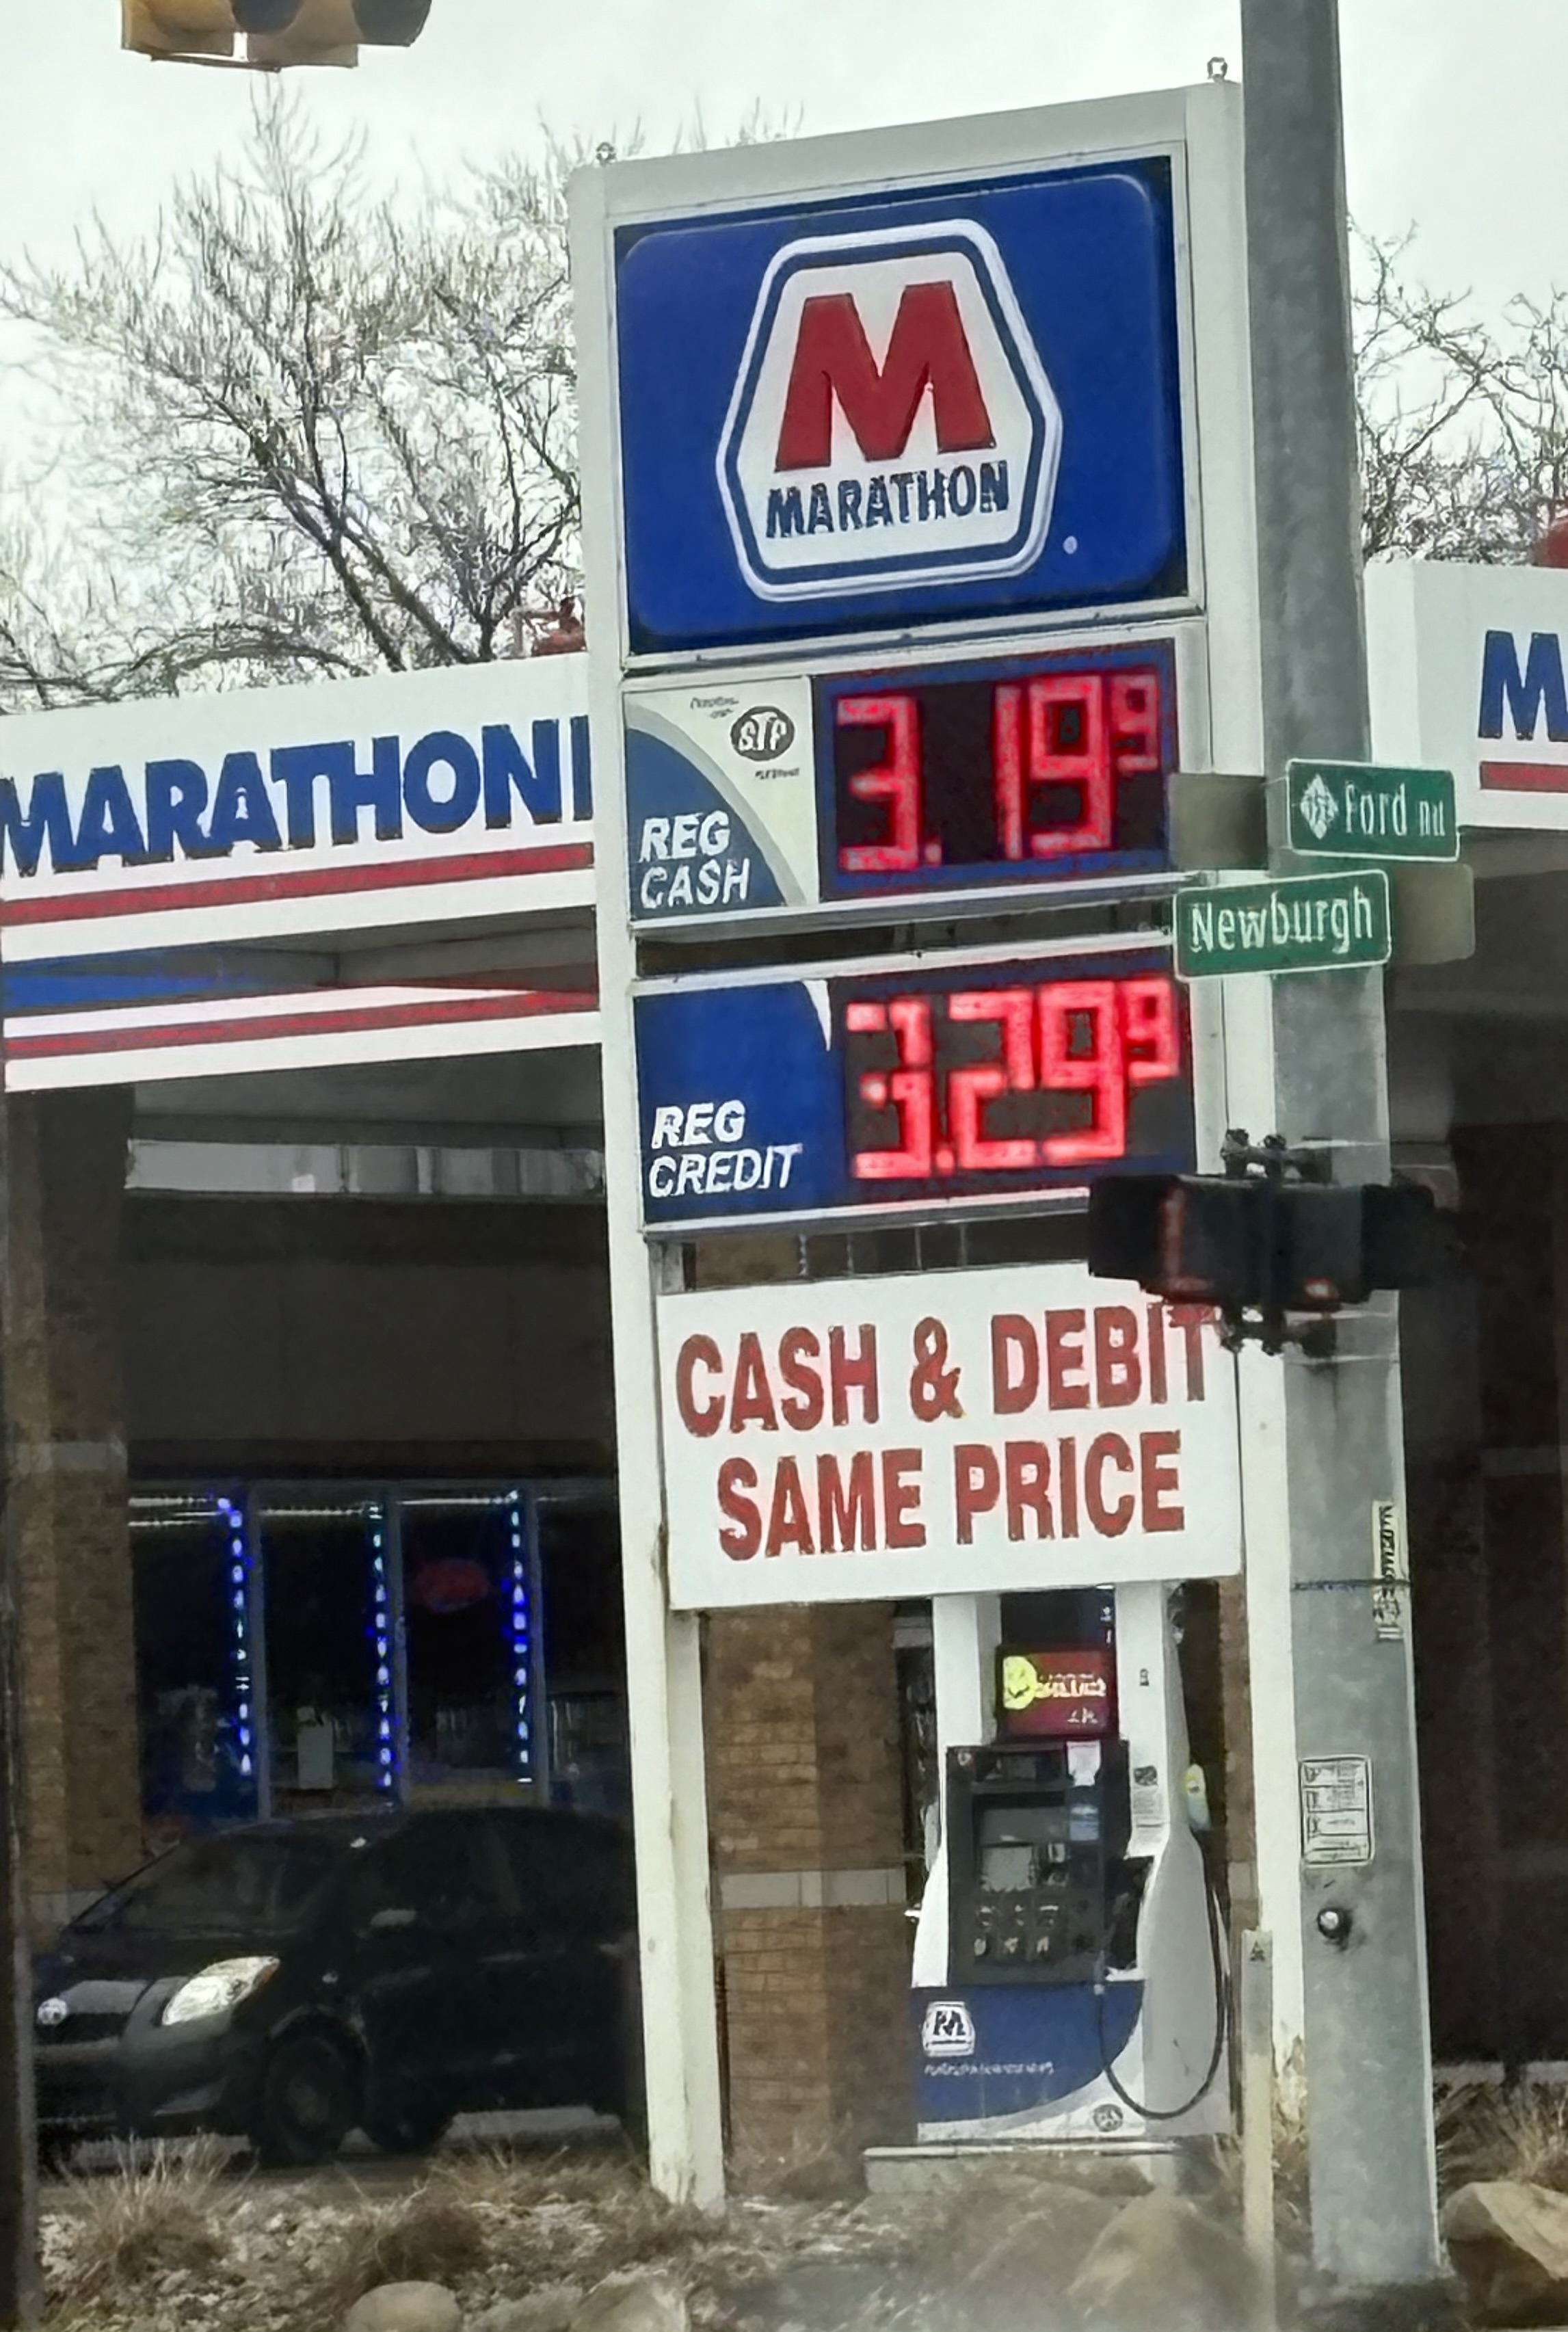 M
MARATHON
MARATHON
M
STP
REG
CASH
3.19 9
Ford Rd
Newburgh
REG
CREDIT
3.29 9
CASH & DEBIT
SAME PRICE
M